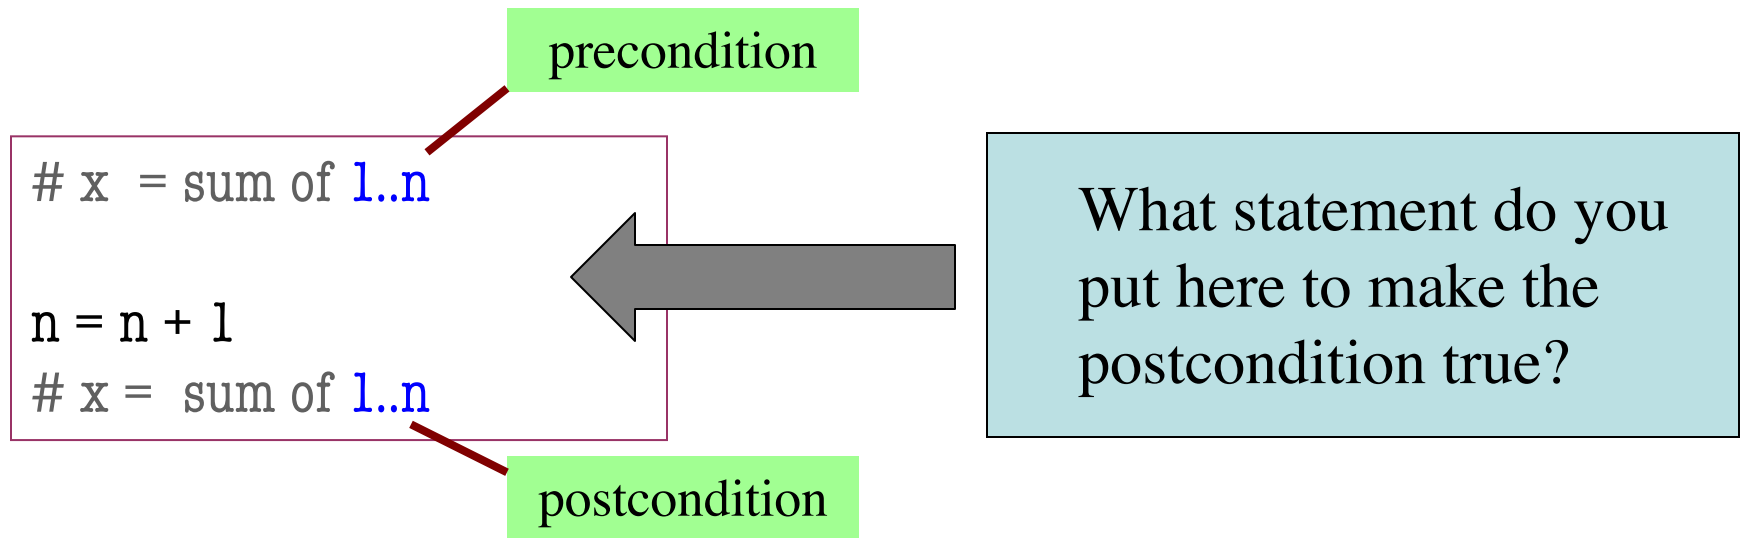 precondition
# x = sum of 1..n
n = n + 1
# x = sum of 1..n
postcondition
What statement do you
put here to make the
postcondition true?